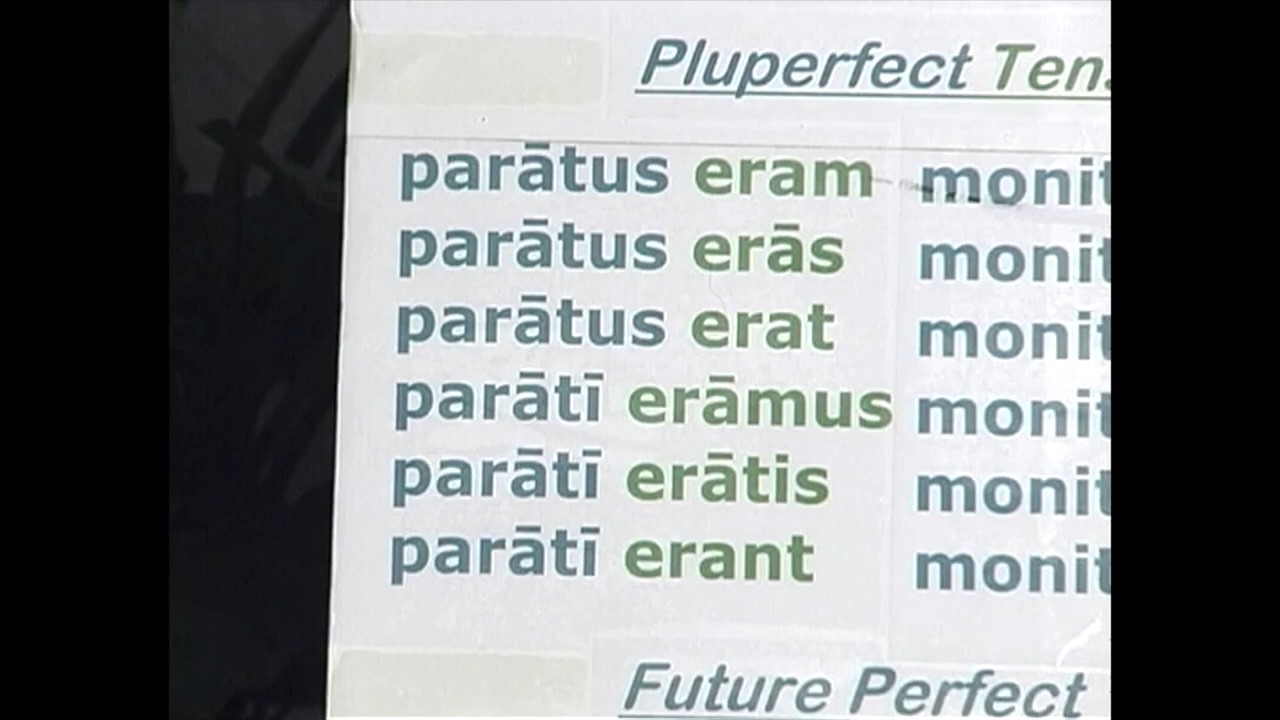 Pluperfect Ten
parātus eram monit
parātus erās monit
parātus erat monit
parātī erāmus monit
parātī erātis monit
parātī erant monit
Future Perfect